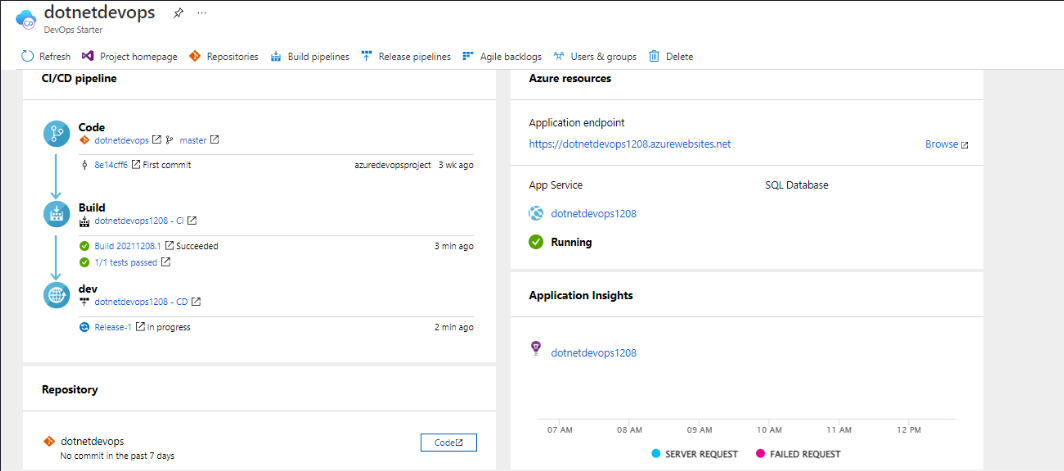 dotnetdevops
DevOps Starter
Refresh Project homepage Repositories Build pipelines Release pipelines Agile backlogs Users & groups Delete
CI/CD pipeline
Code
dotnetdevops master
8e14cff6 First commit azuredevopsproject 3 wk ago
Build
dotnetdevops1208 - CI
Build 20211208.1 Succeeded 3 min ago
1/1 tests passed
dev
dotnetdevops1208 - CD
Release-1 In progress 2 min ago
Repository
dotnetdevops
No commit in the past 7 days
Code
Azure resources
Application endpoint
https://dotnetdevops1208.azurewebsites.net Browse
App Service SQL Database
dotnetdevops1208
Running
Application Insights
dotnetdevops1208
07 AM 08 AM 09 AM 10 AM 11 AM 12 PM
SERVER REQUEST FAILED REQUEST